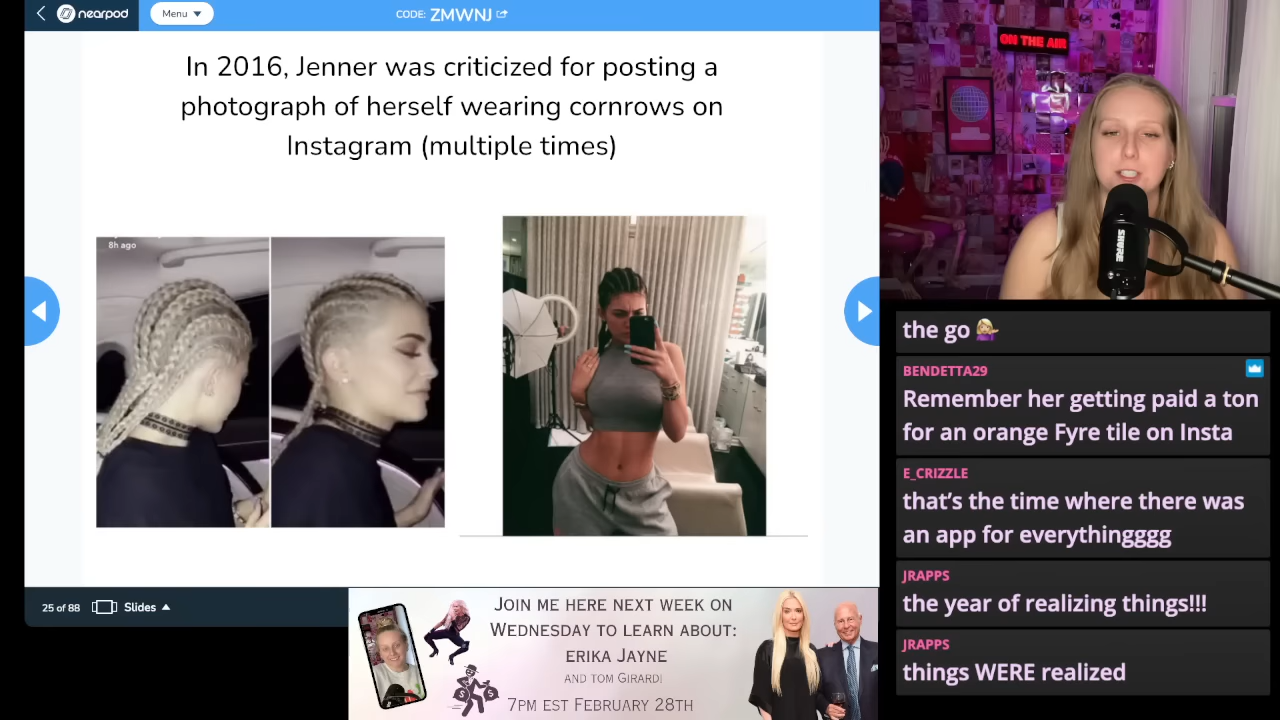 nearpod
Menu
CODE: ZMWNJ
In 2016, Jenner was criticized for posting a
photograph of herself wearing cornrows on
Instagram (multiple times)
8h ago
25 of 88
Slides
JOIN ME HERE NEXT WEEK ON
WEDNESDAY TO LEARN ABOUT:
ERIKA JAYNE
AND TOM GIRARDI
7PM EST FEBRUARY 28TH
ON THE AIR
SHURE
the go
BENDETTA29
Remember her getting paid a ton
for an orange Fyre tile on Insta
E_CRIZZLE
that's the time where there was
an app for everythingggg
JRAPPS
the year of realizing things!!!
JRAPPS
things WERE realized